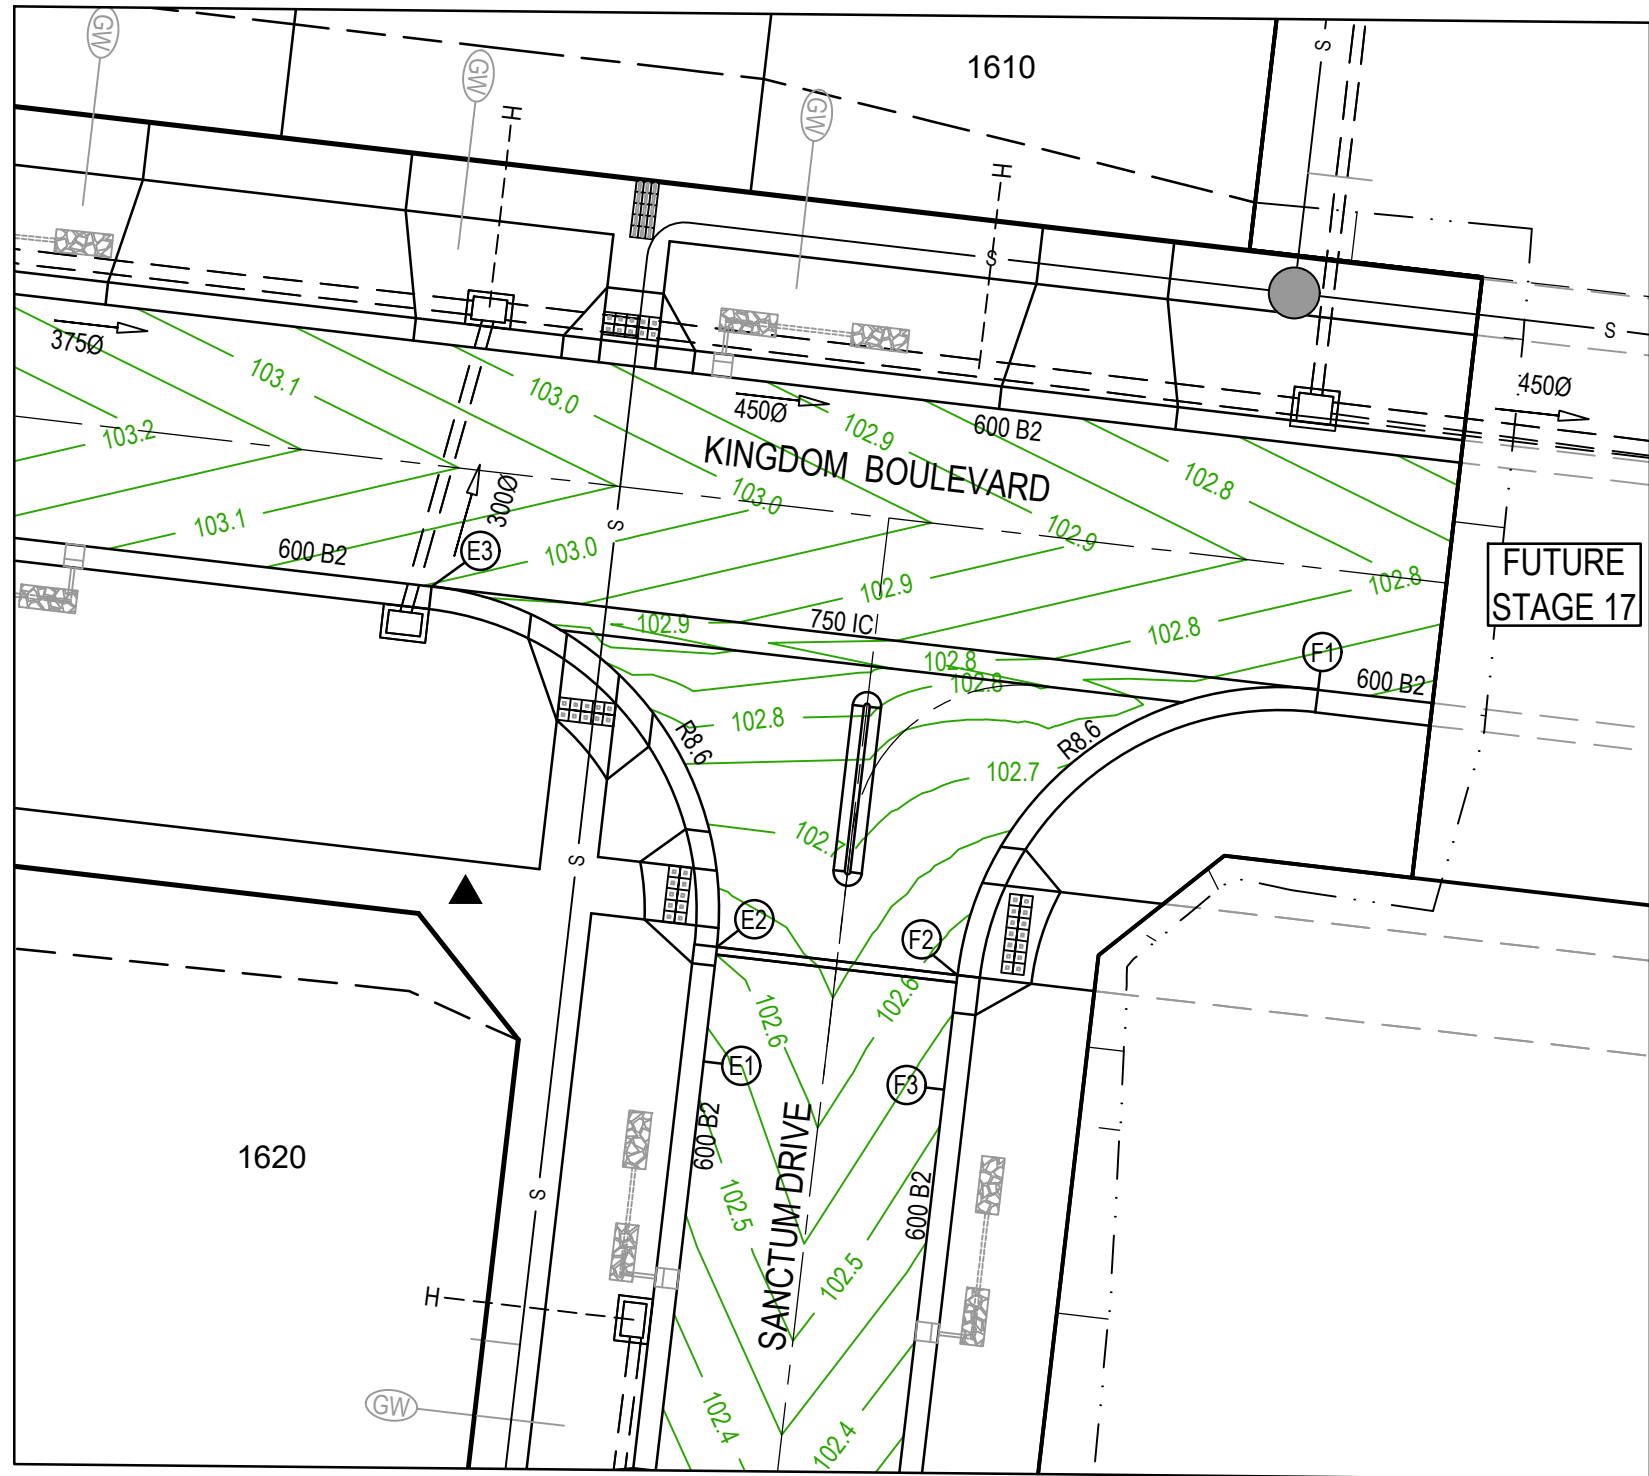 GW
GW
GW
1610
S
H
H
S
S
375Ø
103.1
103.0
450Ø
102.9
600 B2
450Ø
103.2
KINGDOM BOULEVARD
102.8
103.0
102.9
103.1
300Ø
S
600 B2
E3
103.0
102.9
102.8
FUTURE
STAGE 17
102.9
750 IC
102.8
102.8
F1
102.8
600 B2
102.8
R8.6
R8.6
102.7
102.7
S
E2
F2
102.6
102.6
E1
F3
600 B2
SANCTUM DRIVE
1620
S
102.5
600 B2
102.5
H
GW
102.4
102.4